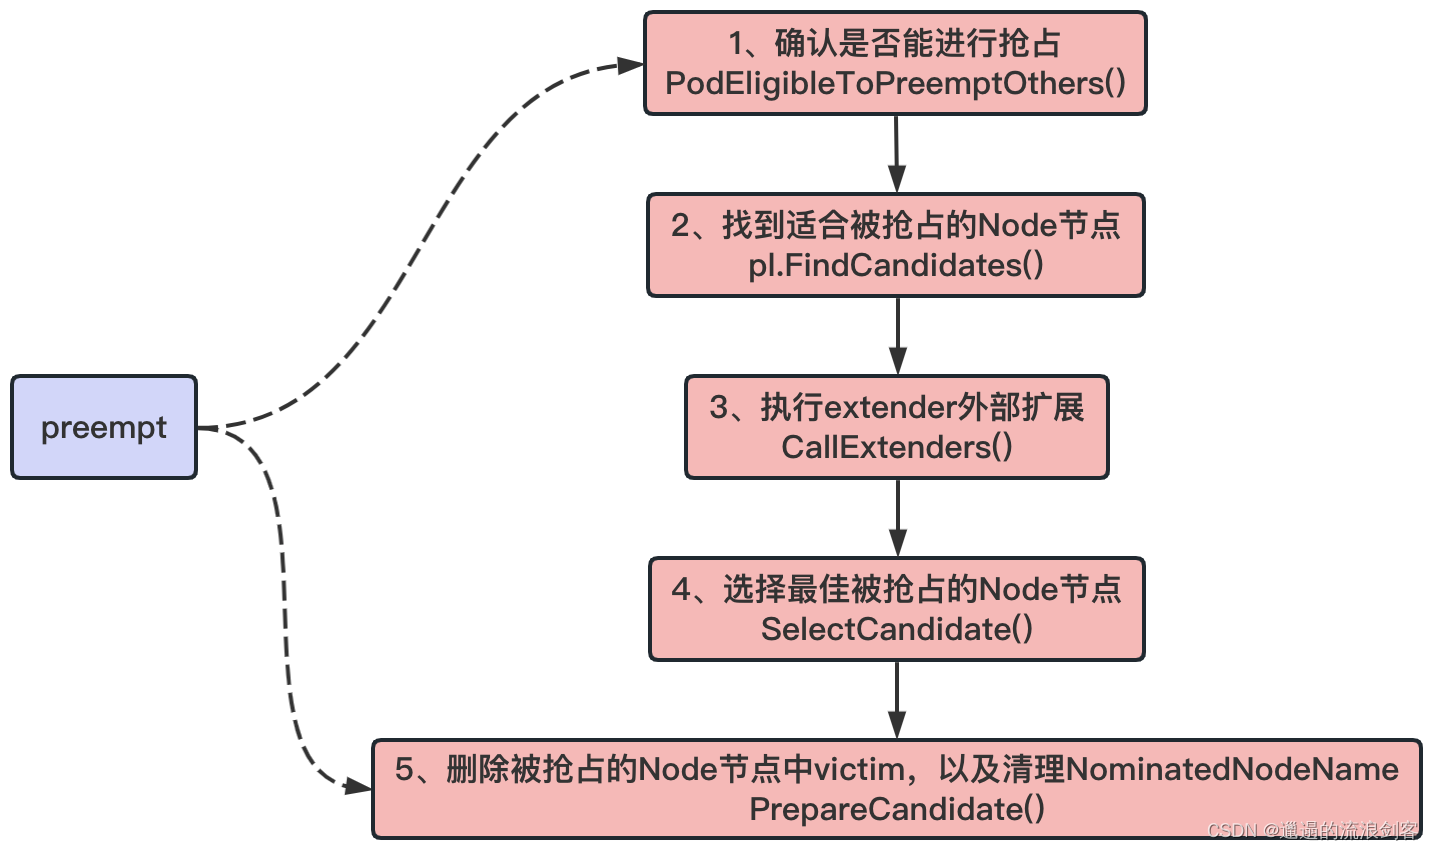 1、确认是否能进行抢占
PodEligibleToPreemptOthers()
2、找到适合被抢占的Node节点
pl.FindCandidates()
preempt
3、执行extender外部扩展
CallExtenders()
4、选择最佳被抢占的Node节点
SelectCandidate()
5、删除被抢占的Node节点中victim，以及清理NominatedNodeName
PrepareCandidate()
CSDN @邋遢的流浪剑客